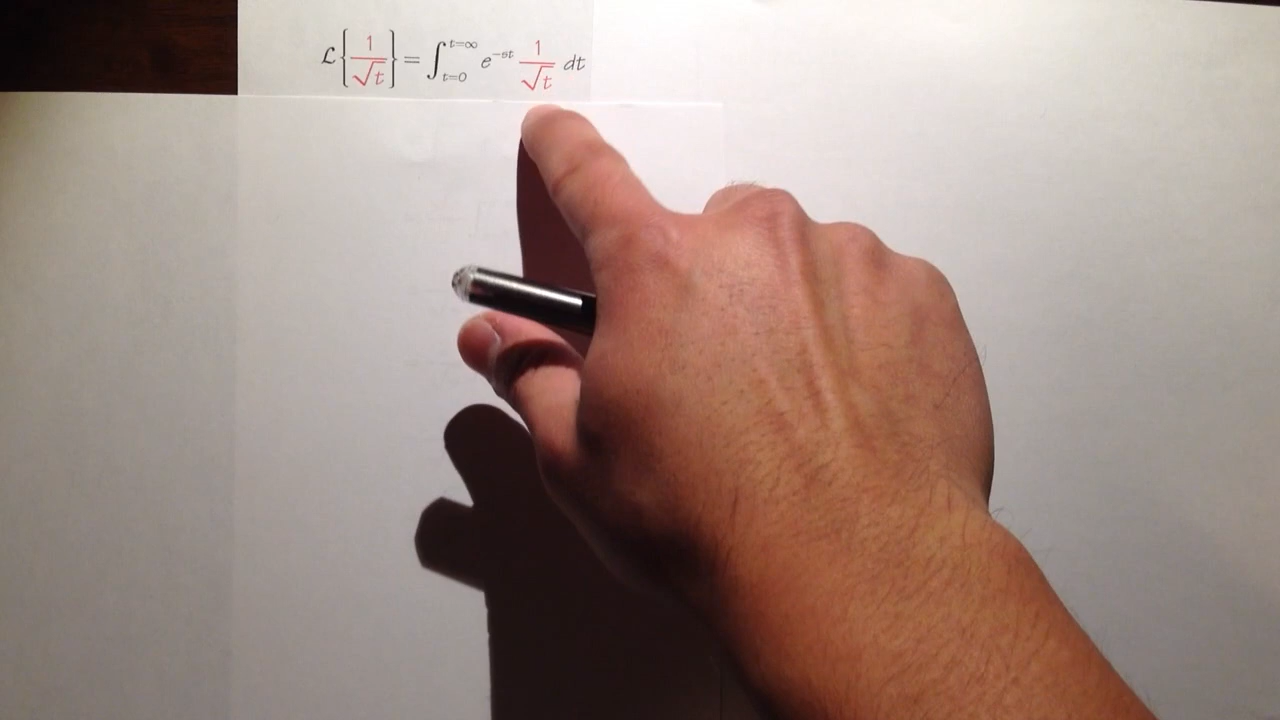 ℒ{1/√t} = ∫_{t=0}^{t=∞} e^{-st} 1/√t dt